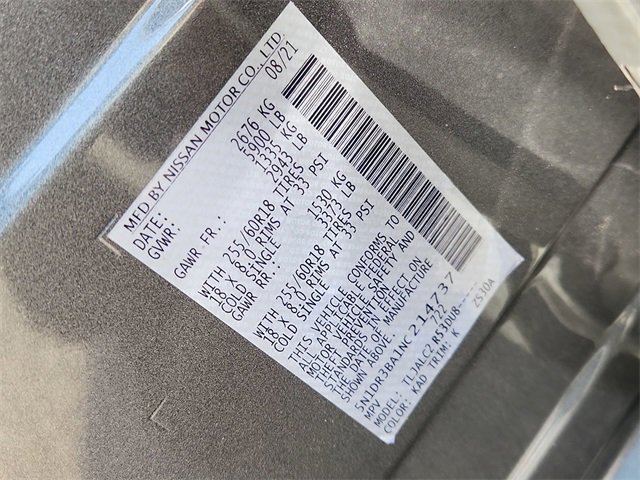 MFD BY NISSAN MOTOR CO., LTD.
DATE: 08/21
GVWR: 2676 KG
5900 LB
GAWR FR.: 1335 KG
2943 LB
WITH 255/60R18 TIRES
18 X 8.0 RIMS AT 33 PSI
COLD SINGLE
GAWR RR.: 1530 KG
3373 LB
WITH 255/60R18 TIRES
18 X 8.0 RIMS AT 33 PSI
COLD SINGLE
THIS VEHICLE CONFORMS TO
ALL APPLICABLE FEDERAL
MOTOR VEHICLE SAFETY AND
THEFT PREVENTION
STANDARDS IN EFFECT ON
THE DATE OF MANUFACTURE
SHOWN ABOVE.
5N1DR3BA1NC214737
MPV 722
MODEL: TLJALC2R53DU8-----
COLOR: KAD TRIM: K ZS30A